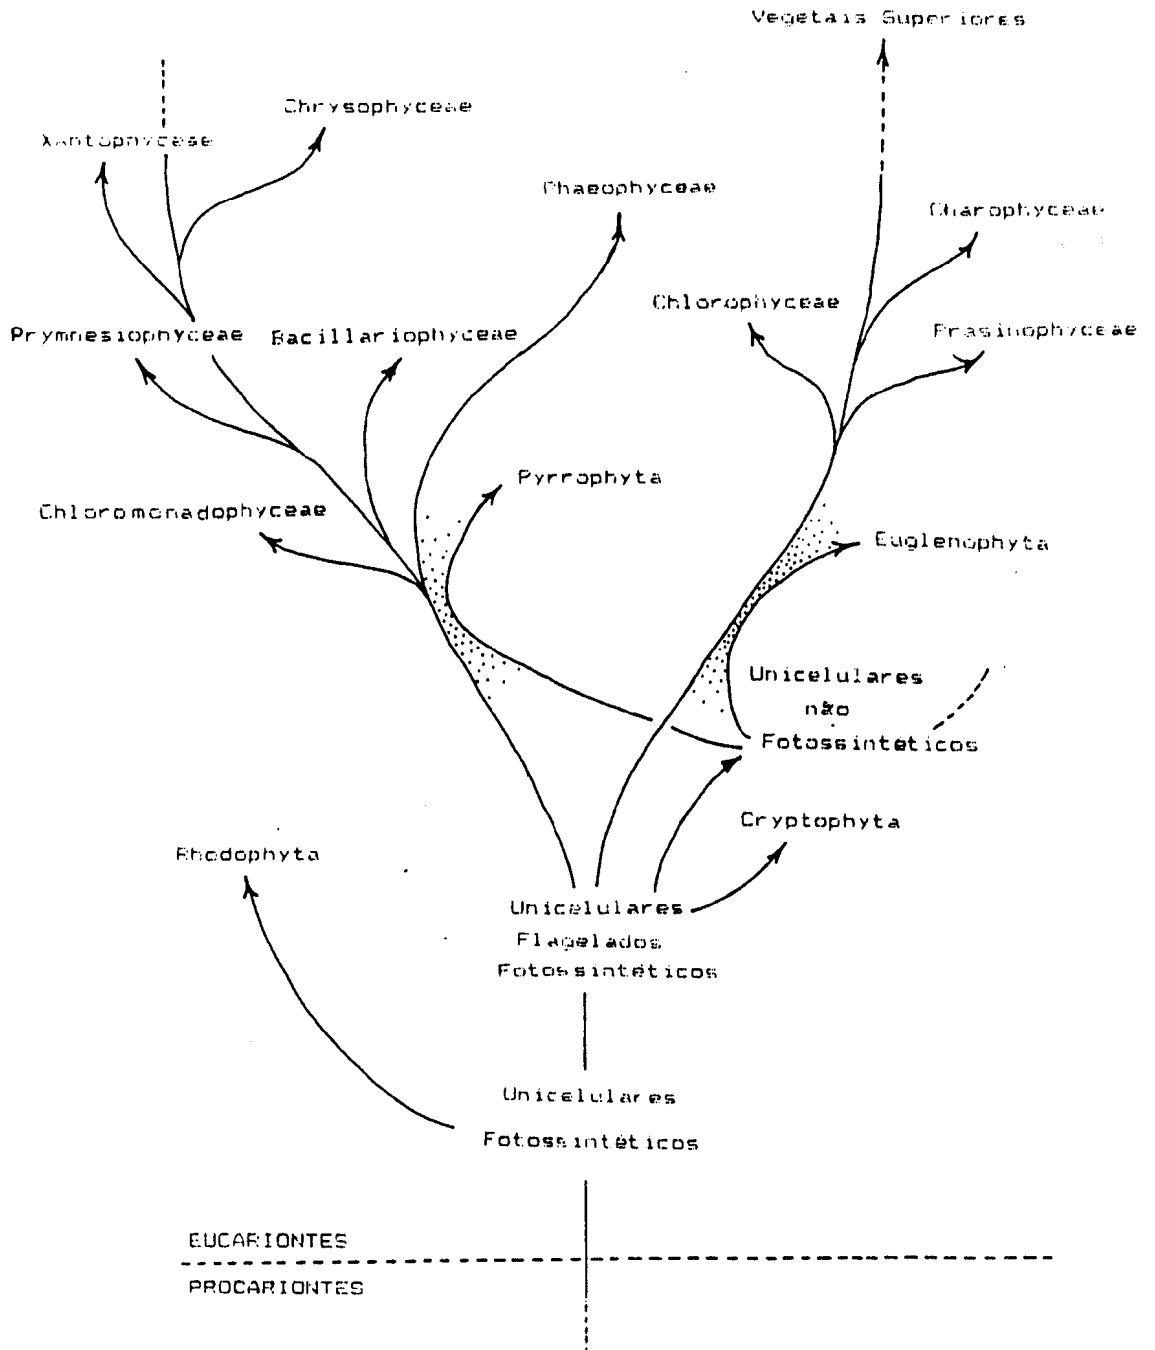 Vegetais Superiores
Chrysophyceae
Xantophyceae
Phaeophyceae
Charophyceae
Chlorophyceae
Prasinophyceae
Prymnesiophyceae
Bacillariophyceae
Pyrrophyta
Chloromonadophyceae
Euglenophyta
Unicelulares
não
Fotossintéticos
Cryptophyta
Rhodophyta
Unicelulares
Flagelados
Fotossintéticos
Unicelulares
Fotossintéticos
EUCARIONTES
PROCARIONTES